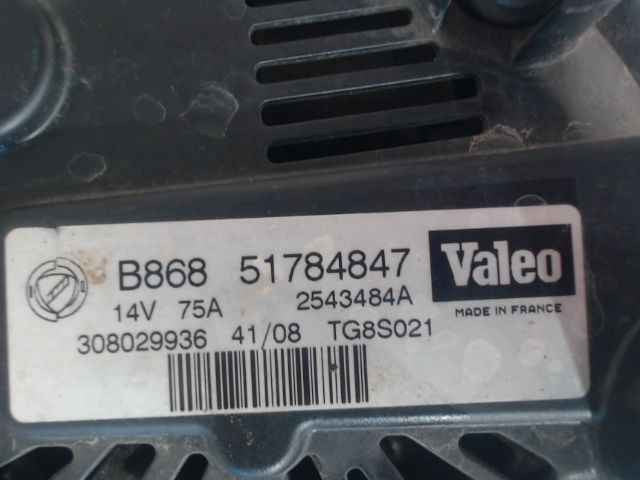 B868 51784847 Valeo
14V 75A 2543484A MADE IN FRANCE
308029936 41/08 TG8S021